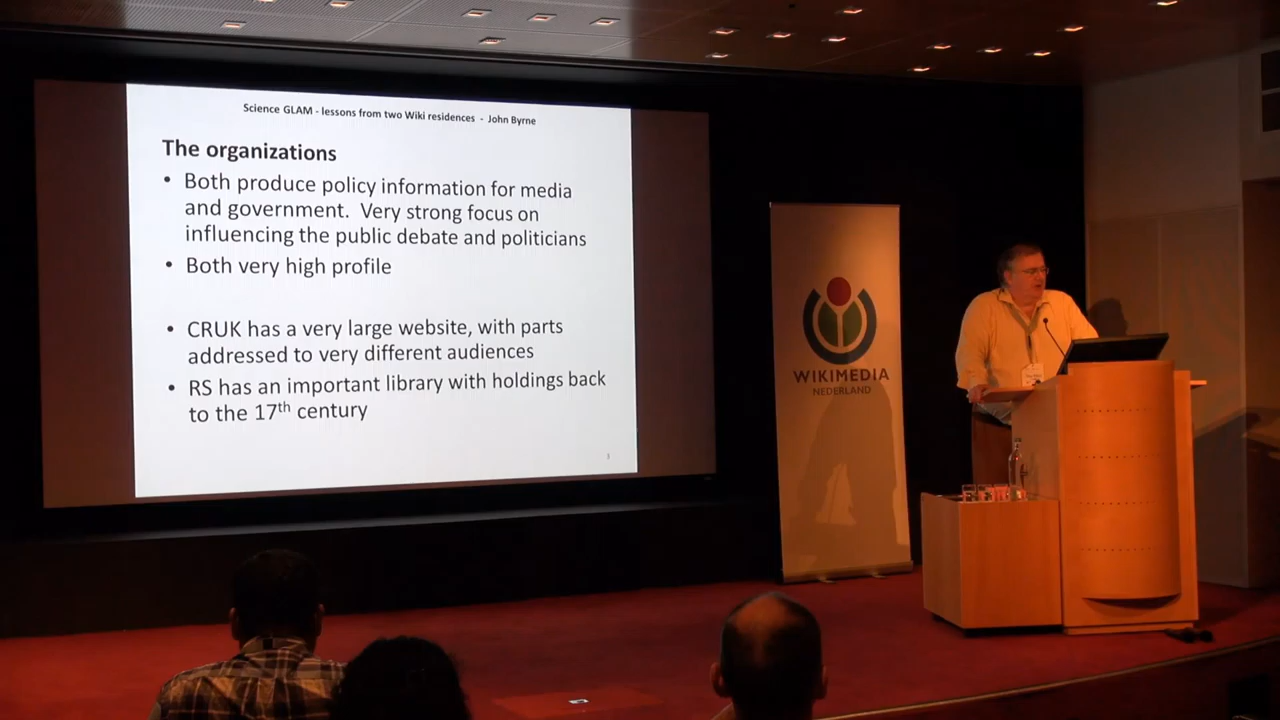 Science GLAM - lessons from two Wiki residences - John Byrne
The organizations
• Both produce policy information for media
and government. Very strong focus on
influencing the public debate and politicians
• Both very high profile
• CRUK has a very large website, with parts
addressed to very different audiences
• RS has an important library with holdings back
to the 17th century
3
WIKIMEDIA
NEDERLAND